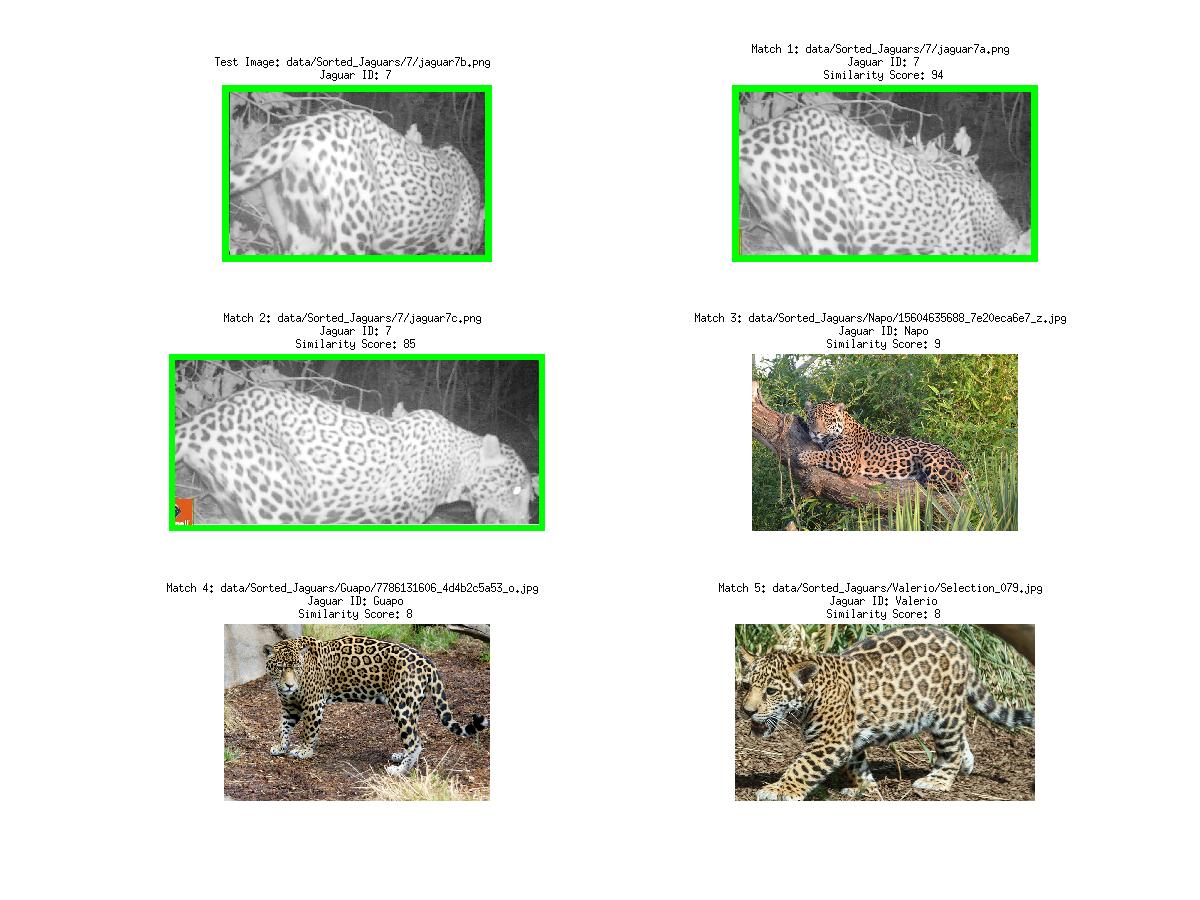 Test Image: data/Sorted_Jaguars/7/jaguar7b.png
Jaguar ID: 7
Match 1: data/Sorted_Jaguars/7/jaguar7a.png
Jaguar ID: 7
Similarity Score: 94
Match 2: data/Sorted_Jaguars/7/jaguar7c.png
Jaguar ID: 7
Similarity Score: 85
Match 3: data/Sorted_Jaguars/Napo/15604635688_7e20eca6e7_z.jpg
Jaguar ID: Napo
Similarity Score: 9
Match 4: data/Sorted_Jaguars/Guapo/7786131606_4d4b2c5a53_o.jpg
Jaguar ID: Guapo
Similarity Score: 8
Match 5: data/Sorted_Jaguars/Valerio/Selection_079.jpg
Jaguar ID: Valerio
Similarity Score: 8